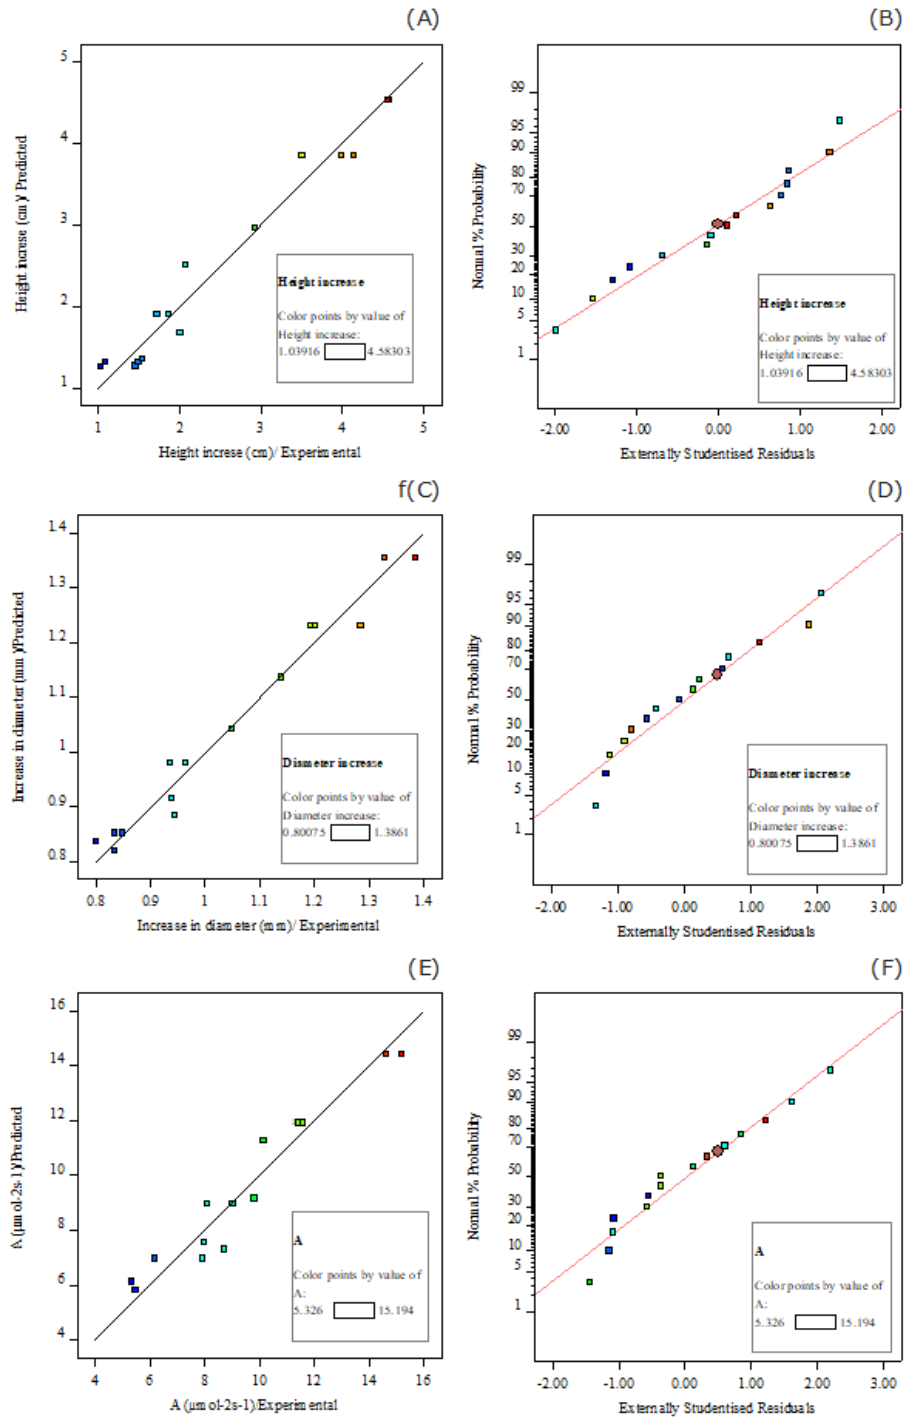 (A)
5
4
3
2
1
Height increse (cm)/ Predicted
Height increase
Color points by value of
Height increase:
1.03916 4.58303
1 2 3 4 5
Height increse (cm)/ Experimental
(B)
99
95
90
80
70
50
30
20
10
5
1
Normal % Probability
Height increase
Color points by value of
Height increase:
1.03916 4.58303
-2.00 -1.00 0.00 1.00 2.00
Externally Studentised Residuals
f(C)
1.4
1.3
1.2
1.1
1
0.9
0.8
Increase in diameter (mm)/Predicted
Diameter increase
Color points by value of
Diameter increase:
0.80075 1.3861
0.8 0.9 1 1.1 1.2 1.3 1.4
Increase in diameter (mm)/ Experimental
(D)
99
95
90
80
70
50
30
20
10
5
1
Normal % Probability
Diameter increase
Color points by value of
Diameter increase:
0.80075 1.3861
-2.00 -1.00 0.00 1.00 2.00 3.00
Externally Studentised Residuals
(E)
16
14
12
10
8
6
4
A (µmol-2s-1)/Predicted
A
Color points by value of
A:
5.326 15.194
4 6 8 10 12 14 16
A (µmol-2s-1)/Experimental
(F)
99
95
90
80
70
50
30
20
10
5
1
Normal % Probability
A
Color points by value of
A:
5.326 15.194
-2.00 -1.00 0.00 1.00 2.00 3.00
Externally Studentised Residuals